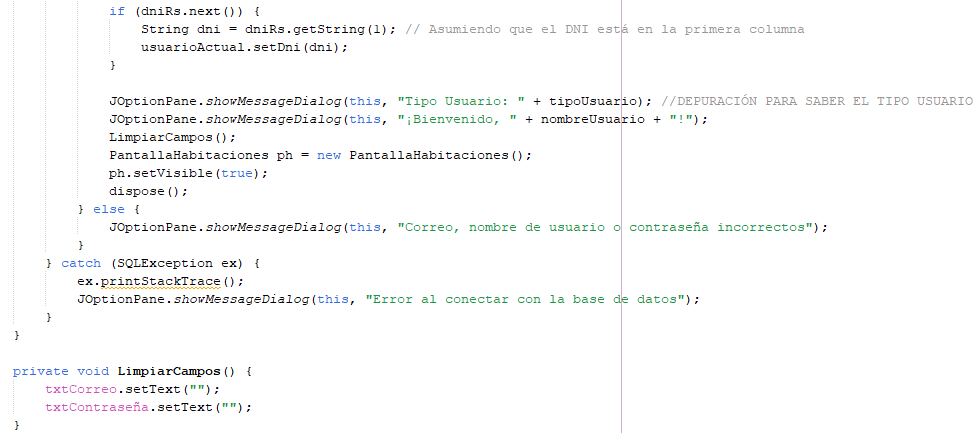 if (dniRs.next()) {
String dni = dniRs.getString(1); // Asumiendo que el DNI está en la primera columna
usuarioActual.setDni(dni);
}
JOptionPane.showMessageDialog(this, "Tipo Usuario: " + tipoUsuario); //DEPURACIÓN PARA SABER EL TIPO USUARIO
JOptionPane.showMessageDialog(this, "¡Bienvenido, " + nombreUsuario + "!");
LimpiarCampos();
PantallaHabitaciones ph = new PantallaHabitaciones();
ph.setVisible(true);
dispose();
} else {
JOptionPane.showMessageDialog(this, "Correo, nombre de usuario o contraseña incorrectos");
}
} catch (SQLException ex) {
ex.printStackTrace();
JOptionPane.showMessageDialog(this, "Error al conectar con la base de datos");
}
}
private void LimpiarCampos() {
txtCorreo.setText("");
txtContraseña.setText("");
}